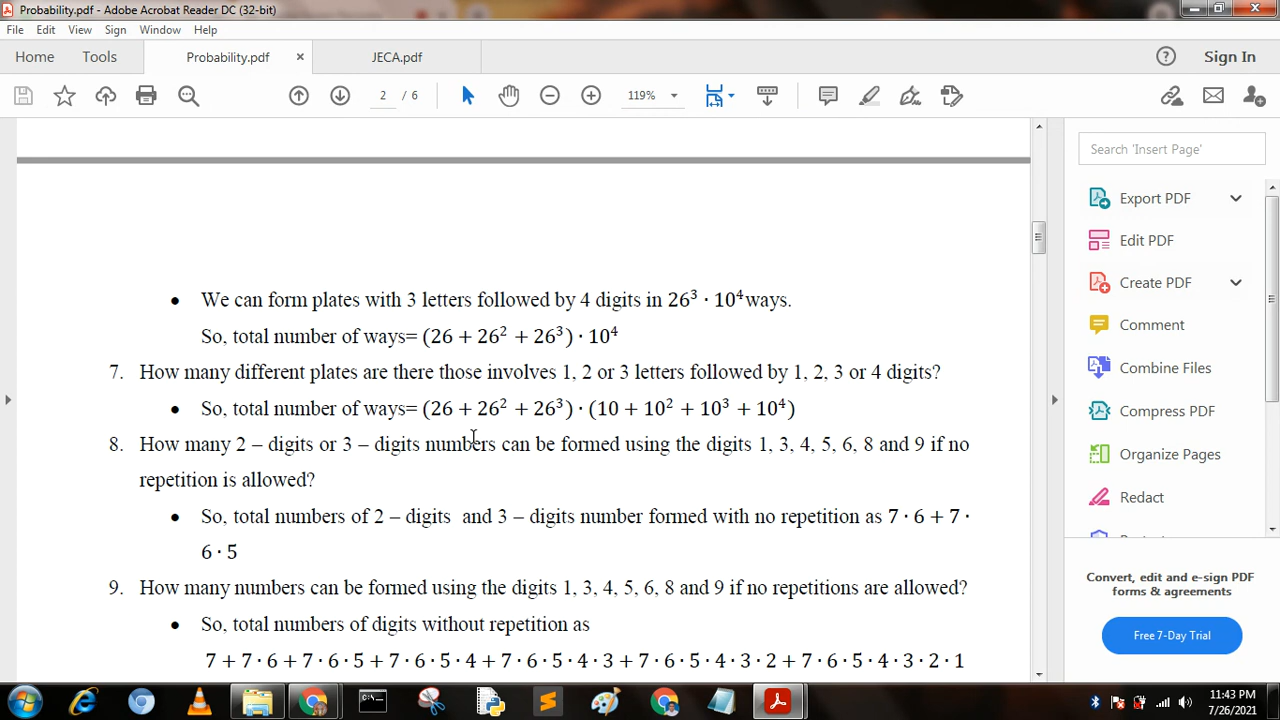 Probability.pdf - Adobe Acrobat Reader DC (32-bit)
File Edit View Sign Window Help
Home Tools Probability.pdf × JECA.pdf ? Sign In
2 / 6 119%
Search 'Insert Page'
Export PDF
Edit PDF
Create PDF
Comment
Combine Files
Compress PDF
Organize Pages
Redact
Convert, edit and e-sign PDF
forms & agreements
Free 7-Day Trial
• We can form plates with 3 letters followed by 4 digits in 26³ · 10⁴ways.
So, total number of ways= (26 + 26² + 26³) · 10⁴
7. How many different plates are there those involves 1, 2 or 3 letters followed by 1, 2, 3 or 4 digits?
• So, total number of ways= (26 + 26² + 26³) · (10 + 10² + 10³ + 10⁴)
8. How many 2 – digits or 3 – digits numbers can be formed using the digits 1, 3, 4, 5, 6, 8 and 9 if no
repetition is allowed?
• So, total numbers of 2 – digits and 3 – digits number formed with no repetition as 7 · 6 + 7 ·
6 · 5
9. How many numbers can be formed using the digits 1, 3, 4, 5, 6, 8 and 9 if no repetitions are allowed?
• So, total numbers of digits without repetition as
7 + 7 · 6 + 7 · 6 · 5 + 7 · 6 · 5 · 4 + 7 · 6 · 5 · 4 · 3 + 7 · 6 · 5 · 4 · 3 · 2 + 7 · 6 · 5 · 4 · 3 · 2 · 1
11:43 PM
7/26/2021